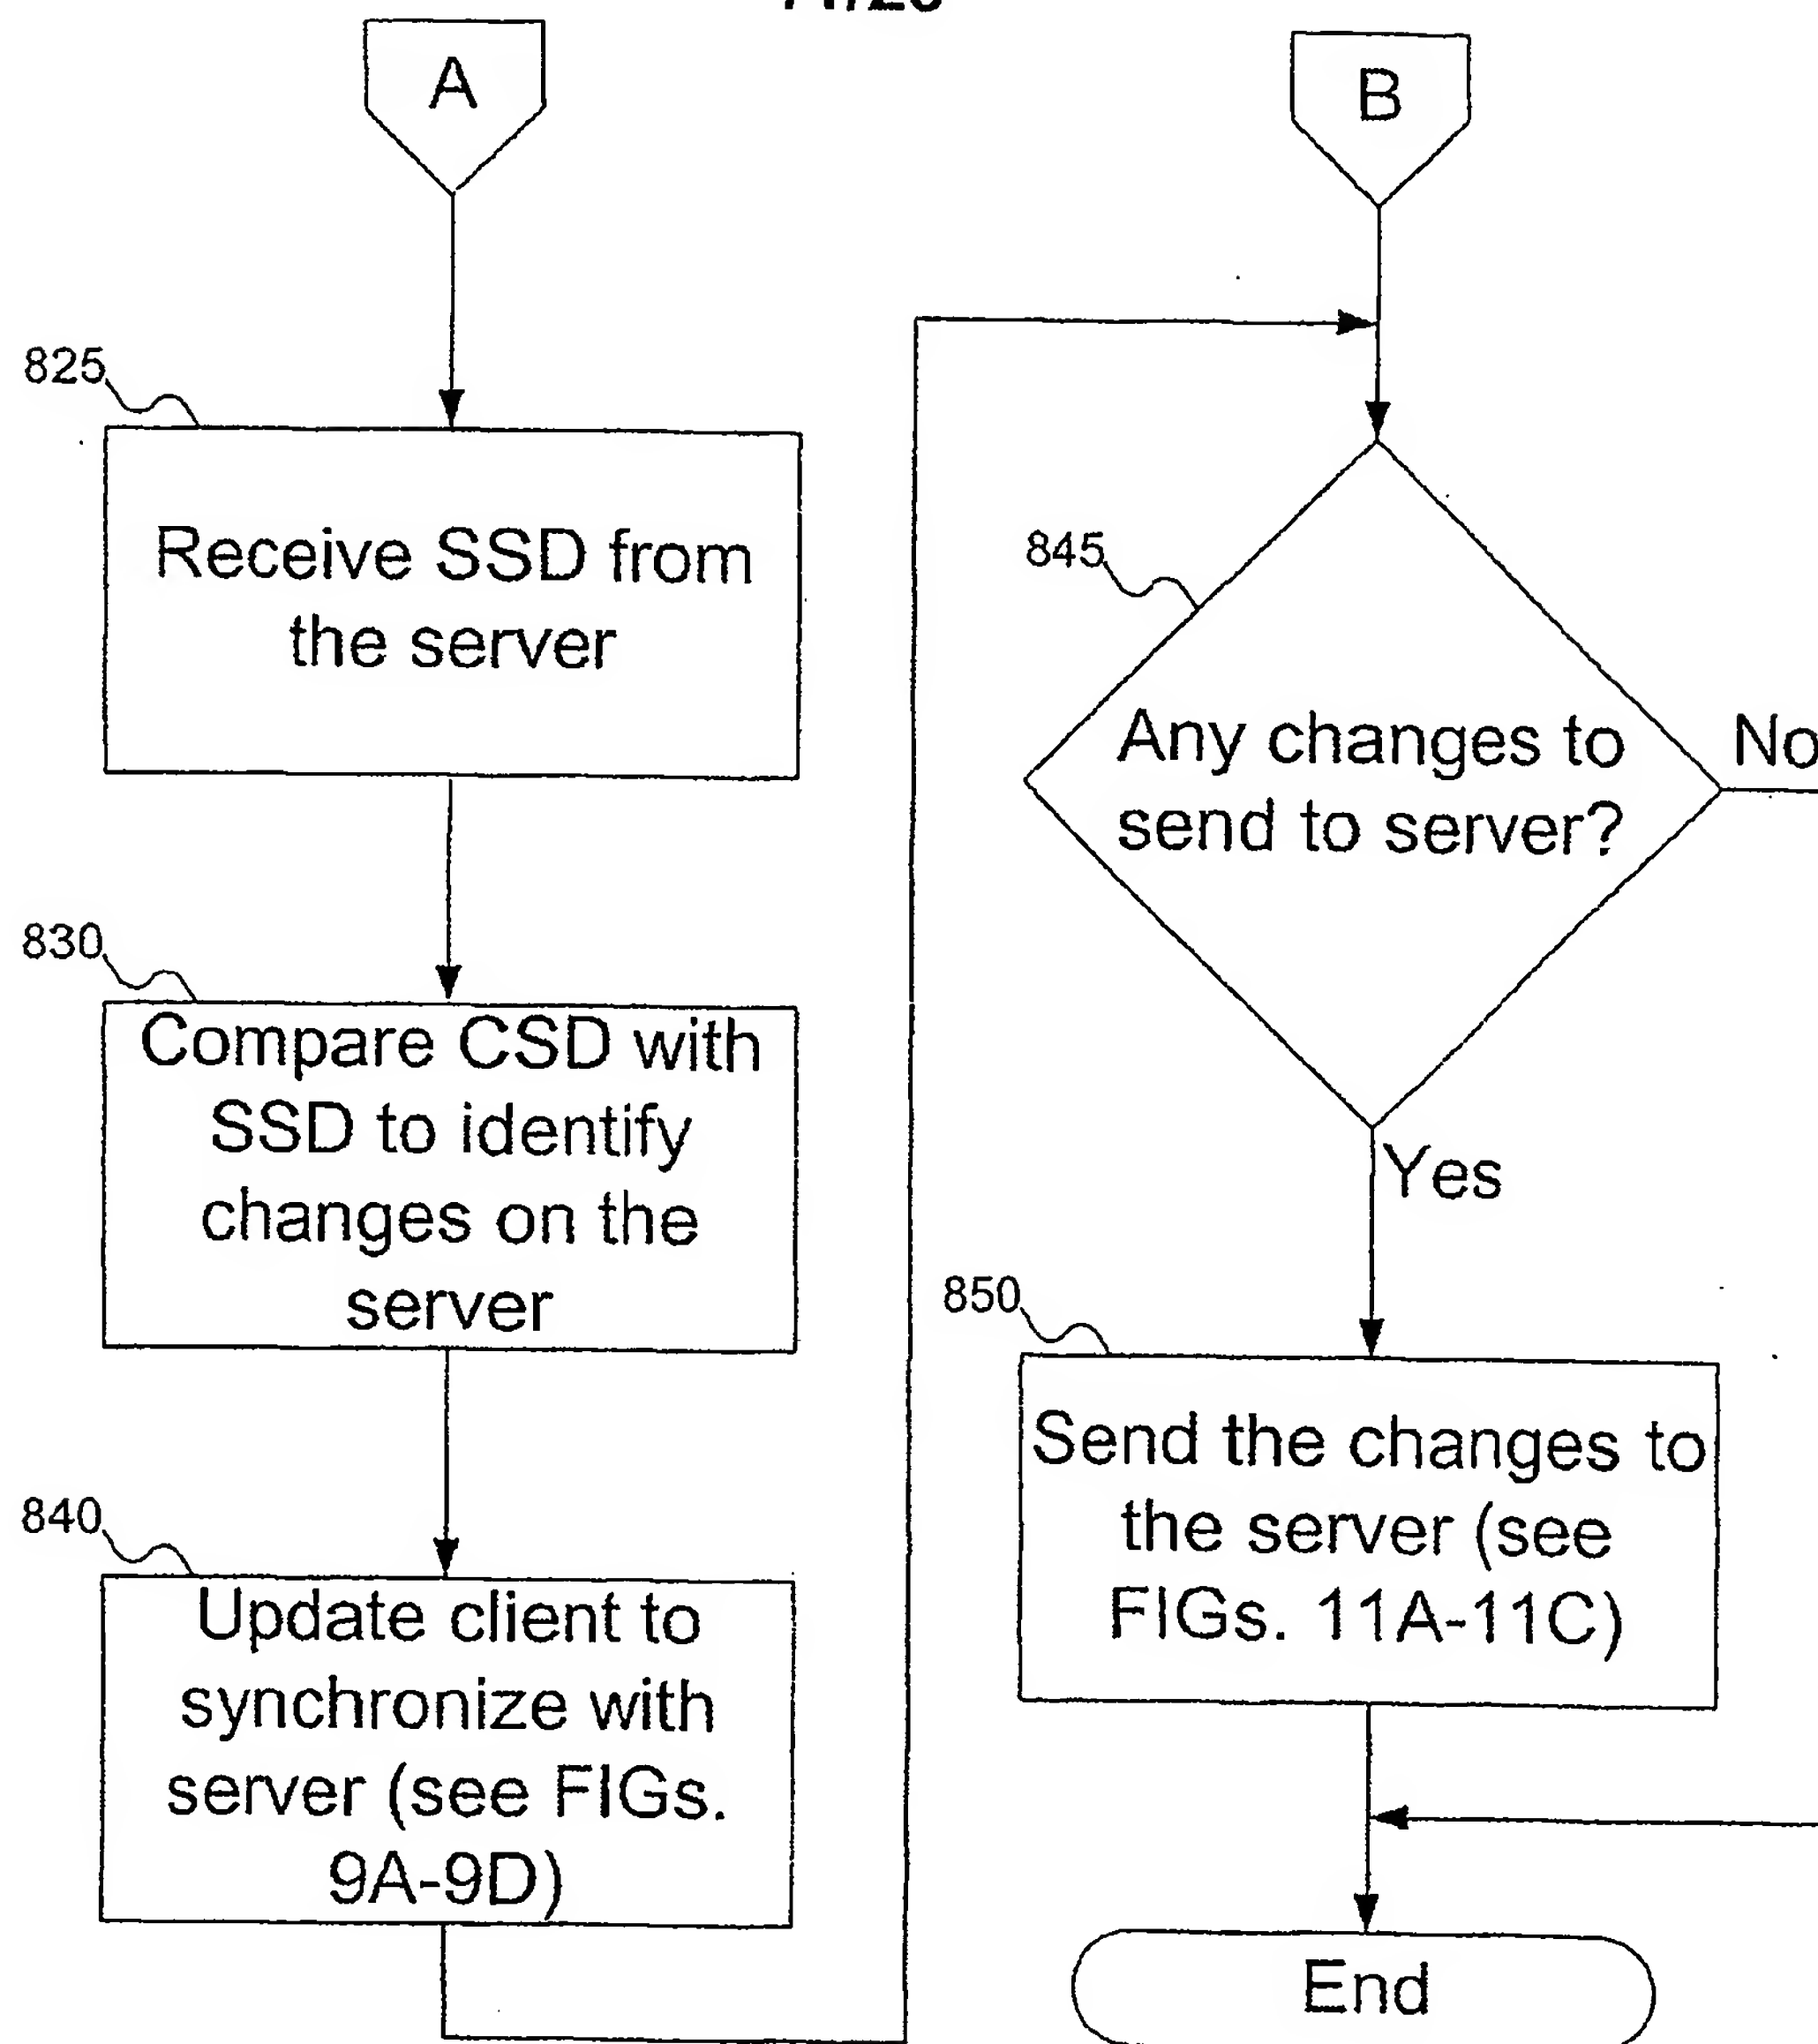 A
825
Receive SSD from
the server
830
Compare CSD with
SSD to identify
changes on the
server
840
Update client to
synchronize with
server (see FIGs.
9A-9D)
B
845
Any changes to
send to server?
No
Yes
850
Send the changes to
the server (see
FIGs. 11A-11C)
End